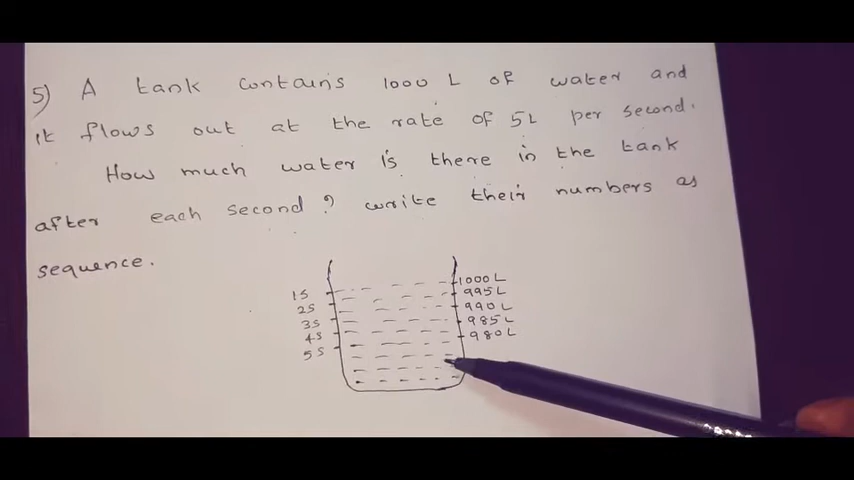 5) A tank contains 1000 L of water and
it flows out at the rate of 5L per second.
How much water is there in the tank
after each second? write their numbers as
sequence.
1000 L
1S 995 L
2S 990 L
3S 985 L
4S 980 L
5S